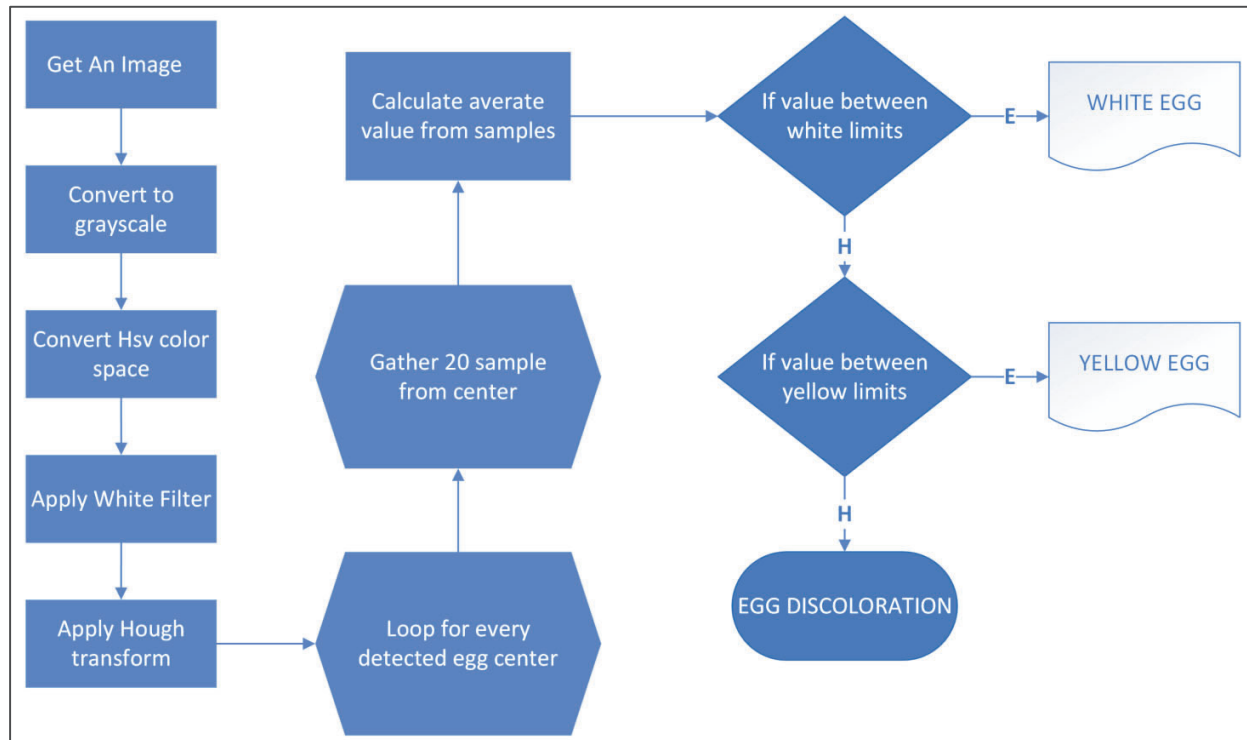 Get An Image
Convert to
grayscale
Convert Hsv color
space
Apply White Filter
Apply Hough
transform
Loop for every
detected egg center
Gather 20 sample
from center
Calculate averate
value from samples
If value between
white limits
E
WHITE EGG
H
If value between
yellow limits
E
YELLOW EGG
H
EGG DISCOLORATION